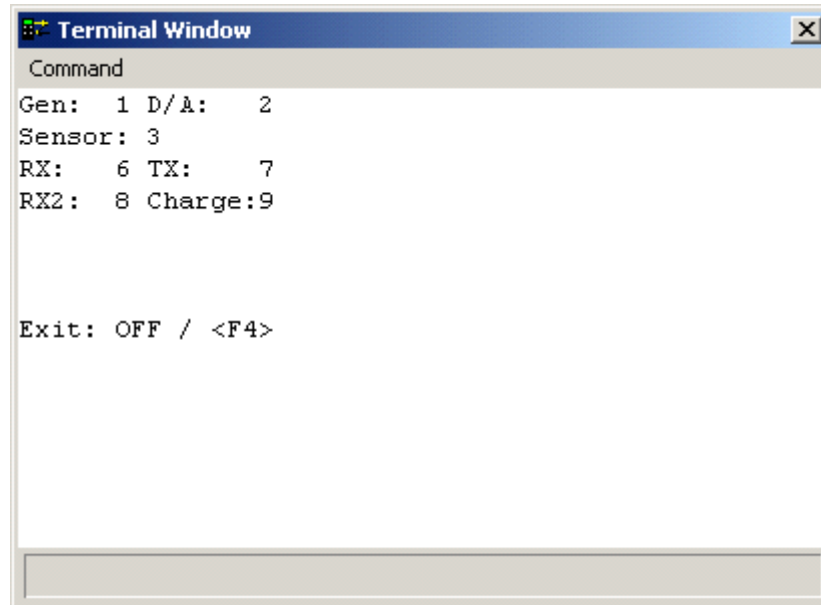 Terminal Window
Command
Gen:  1 D/A:   2
Sensor: 3
RX:   6 TX:    7
RX2:  8 Charge:9
Exit: OFF / <F4>